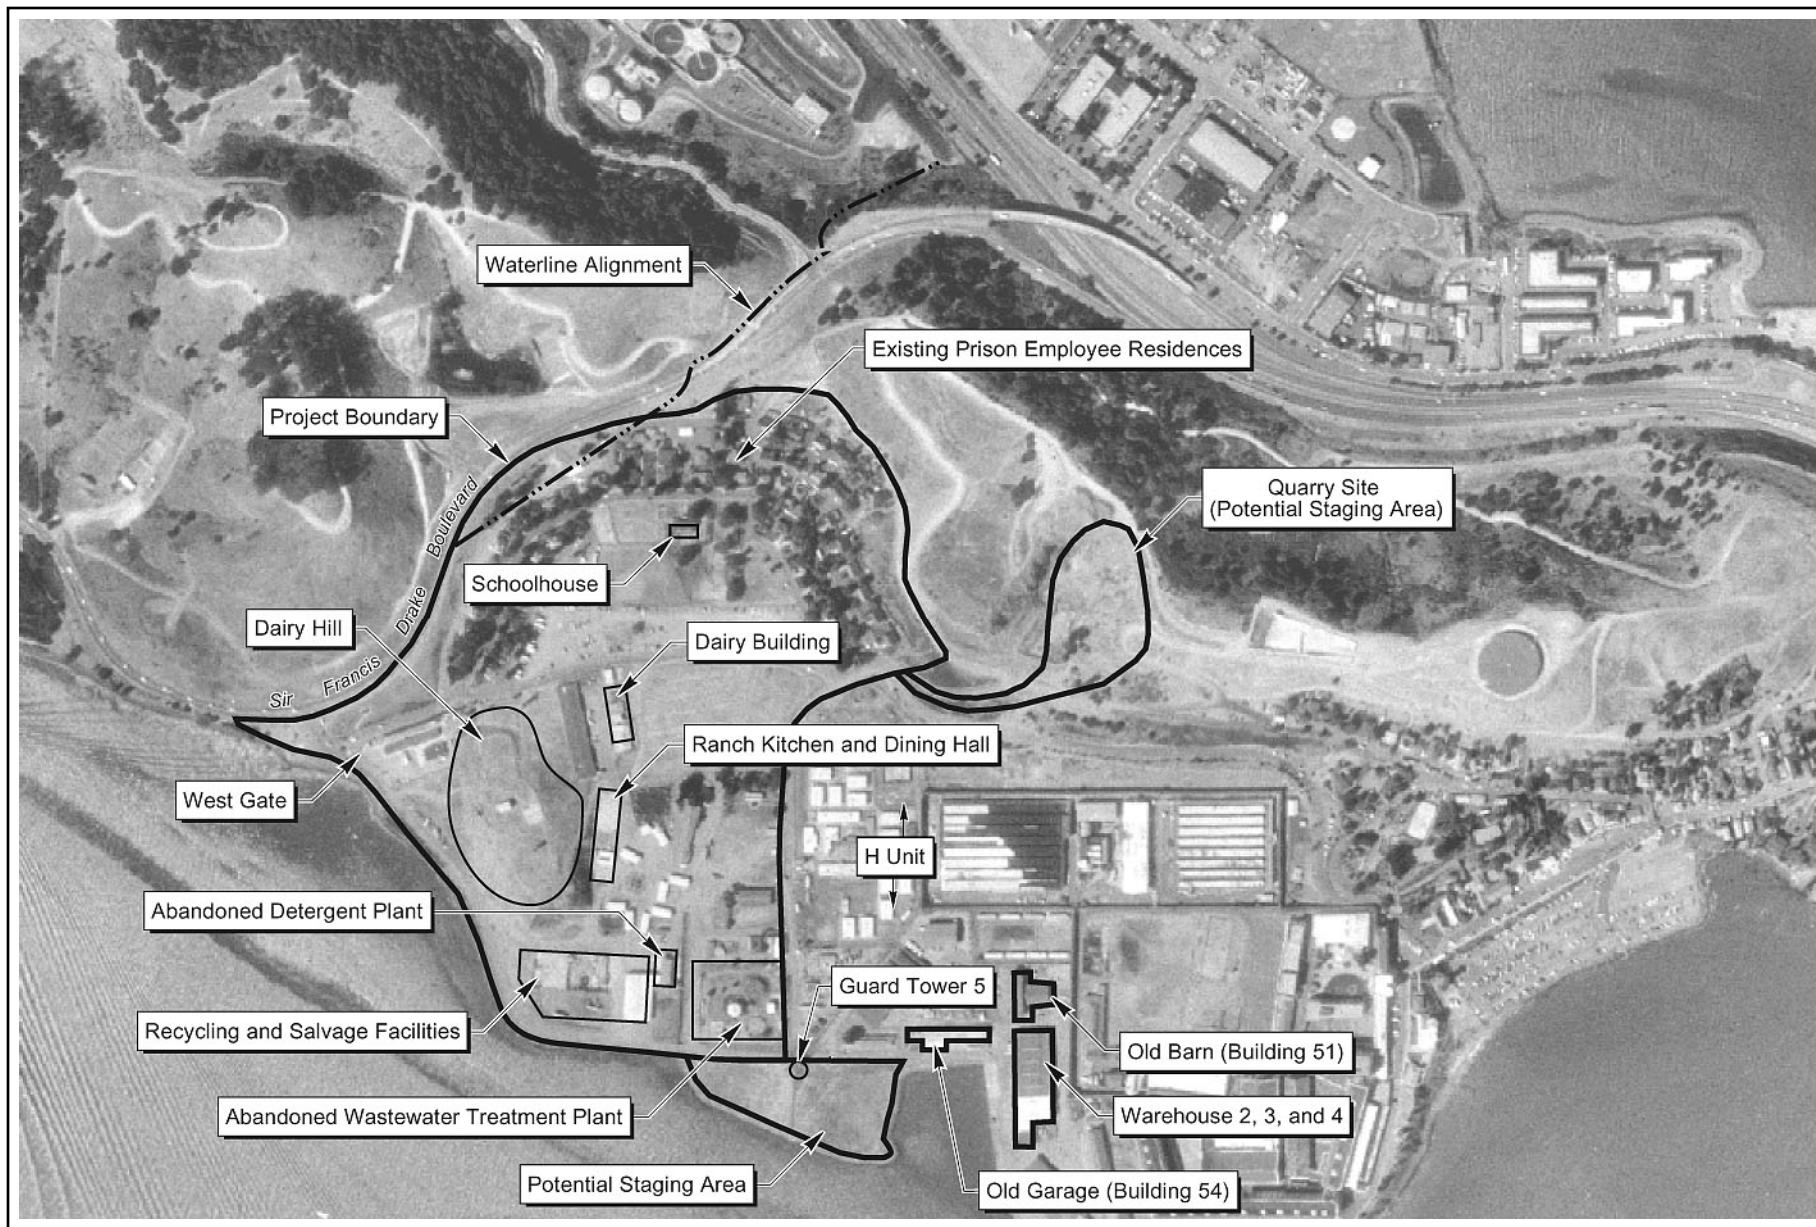 Waterline Alignment
Existing Prison Employee Residences
Project Boundary
Quarry Site
(Potential Staging Area)
Sir Francis Drake Boulevard
Schoolhouse
Dairy Hill
Dairy Building
Ranch Kitchen and Dining Hall
West Gate
H Unit
Abandoned Detergent Plant
Guard Tower 5
Recycling and Salvage Facilities
Old Barn (Building 51)
Abandoned Wastewater Treatment Plant
Warehouse 2, 3, and 4
Potential Staging Area
Old Garage (Building 54)